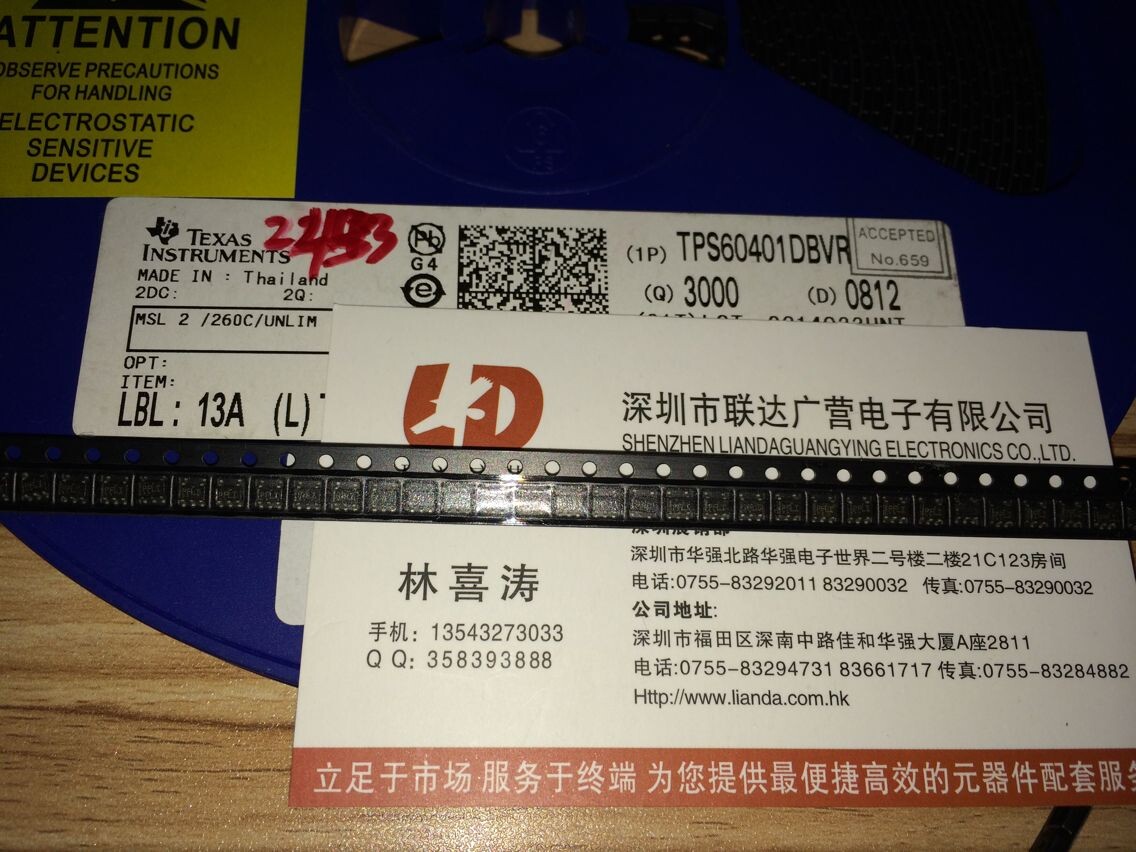 ATTENTION
OBSERVE PRECAUTIONS
FOR HANDLING
ELECTROSTATIC
SENSITIVE
DEVICES
TEXAS
INSTRUMENTS
MADE IN : Thailand
2DC: 2Q:
MSL 2 /260C/UNLIM
OPT:
ITEM:
LBL: 13A (L)
Pb
G4
e
(1P) TPS60401DBVR
ACCEPTED
No.659
(Q) 3000 (D) 0812
LD
深圳市联达广营电子有限公司
SHENZHEN LIANDAGUANGYING ELECTRONICS CO.,LTD.
林喜涛
手机: 13543273033
Q Q: 358393888
深圳市华强北路华强电子世界二号楼二楼21C123房间
电话:0755-83292011 83290032 传真:0755-83290032
公司地址:
深圳市福田区深南中路佳和华强大厦A座2811
电话:0755-83294731 83661717 传真:0755-83284882
Http://www.lianda.com.hk
立足于市场 服务于终端 为您提供最便捷高效的元器件配套服务